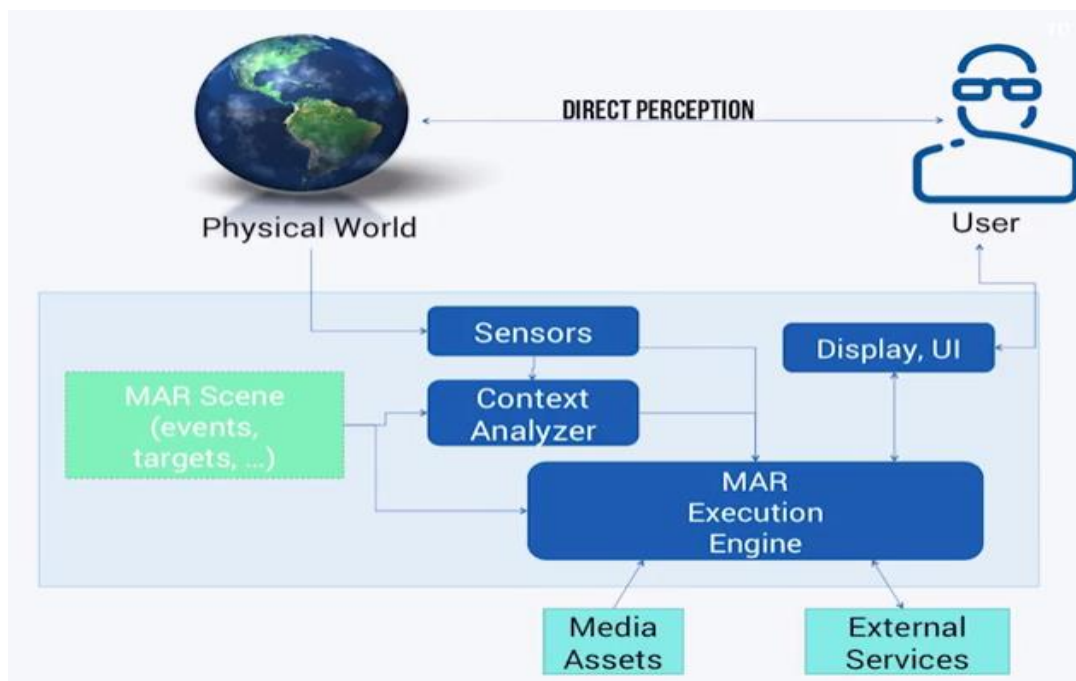 DIRECT PERCEPTION
Physical World
User
Sensors
Display, UI
MAR Scene
(events,
targets, ...)
Context
Analyzer
MAR
Execution
Engine
Media
Assets
External
Services